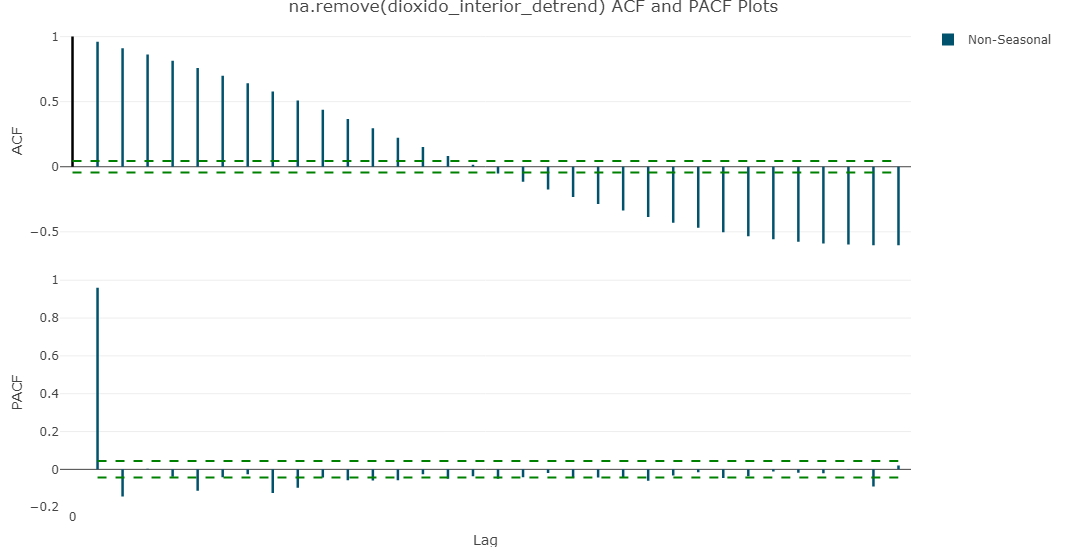 na.remove(dioxido_interior_detrend) ACF and PACF Plots
Non-Seasonal
1
0.5
0
−0.5
ACF
1
0.8
0.6
0.4
0.2
0
−0.2
PACF
0
Lag